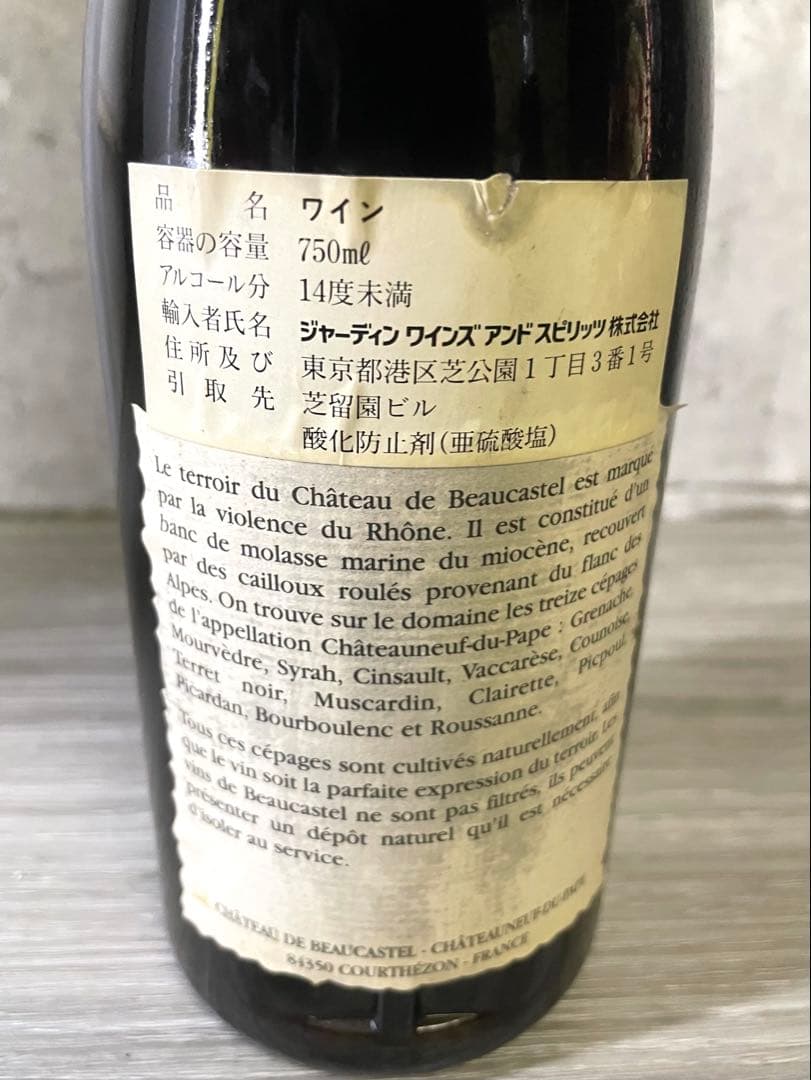 品名 ワイン
容器の容量 750mℓ
アルコール分 14度未満
輸入者氏名 ジャーディン ワインズ アンド スピリッツ 株式会社
住所及び 東京都港区芝公園1丁目3番1号
引取先 芝留園ビル
酸化防止剤(亜硫酸塩)
Le terroir du Château de Beaucastel est marqué
par la violence du Rhône. Il est constitué d'un
banc de molasse marine du miocène, recouvert
par des cailloux roulés provenant du flanc des
Alpes. On trouve sur le domaine les treize cépages
de l'appellation Châteauneuf-du-Pape : Grenache,
Mourvèdre, Syrah, Cinsault, Vaccarèse, Counoise,
Terret noir, Muscardin, Clairette, Picpoul,
Picardan, Bourboulenc et Roussanne.
Tous ces cépages sont cultivés naturellement, afin
que le vin soit la parfaite expression du terroir. Les
vins de Beaucastel ne sont pas filtrés, ils peuvent
présenter un dépôt naturel qu'il est nécessaire
d'isoler au service.
CHÂTEAU DE BEAUCASTEL - CHÂTEAUNEUF-DU-PAPE
84350 COURTHÉZON - FRANCE